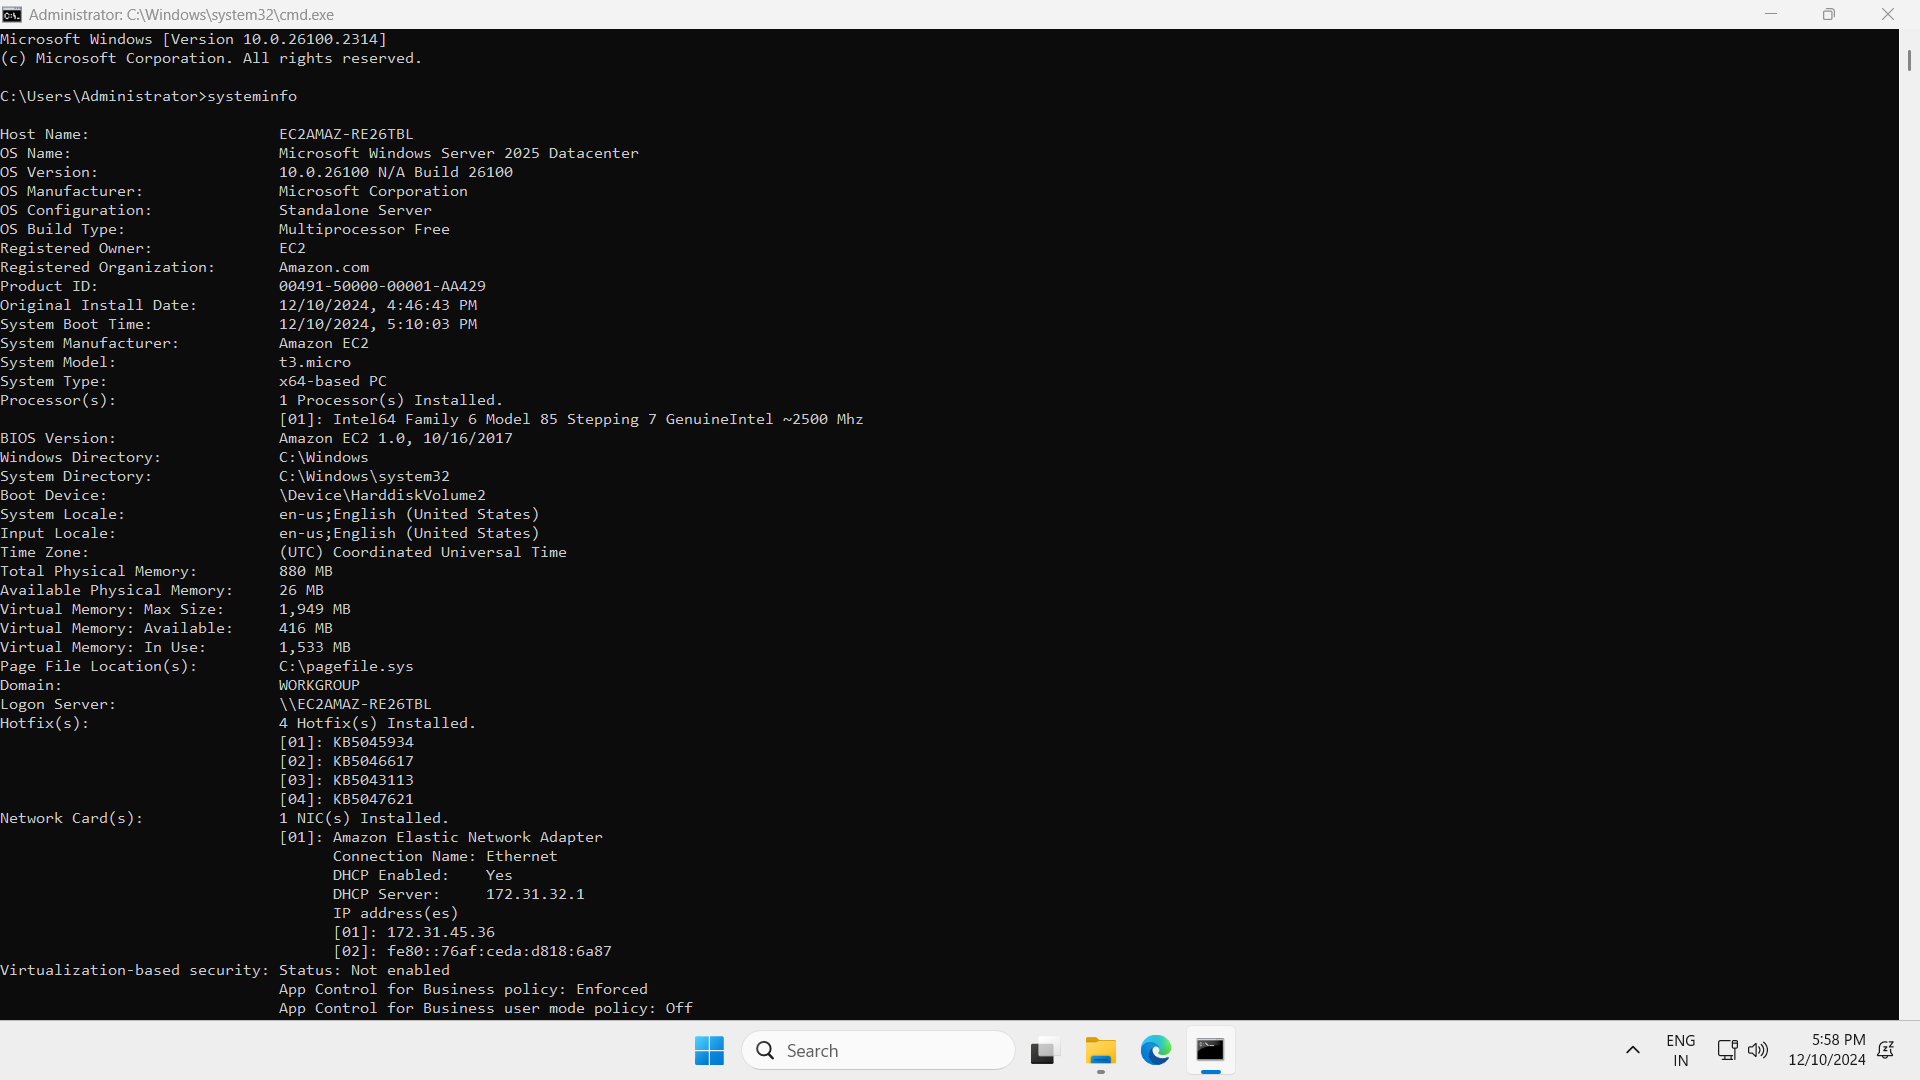 Administrator: C:\Windows\system32\cmd.exe
Microsoft Windows [Version 10.0.26100.2314]
(c) Microsoft Corporation. All rights reserved.
C:\Users\Administrator>systeminfo
Host Name: EC2AMAZ-RE26TBL
OS Name: Microsoft Windows Server 2025 Datacenter
OS Version: 10.0.26100 N/A Build 26100
OS Manufacturer: Microsoft Corporation
OS Configuration: Standalone Server
OS Build Type: Multiprocessor Free
Registered Owner: EC2
Registered Organization: Amazon.com
Product ID: 00491-50000-00001-AA429
Original Install Date: 12/10/2024, 4:46:43 PM
System Boot Time: 12/10/2024, 5:10:03 PM
System Manufacturer: Amazon EC2
System Model: t3.micro
System Type: x64-based PC
Processor(s): 1 Processor(s) Installed.
[01]: Intel64 Family 6 Model 85 Stepping 7 GenuineIntel ~2500 Mhz
BIOS Version: Amazon EC2 1.0, 10/16/2017
Windows Directory: C:\Windows
System Directory: C:\Windows\system32
Boot Device: \Device\HarddiskVolume2
System Locale: en-us;English (United States)
Input Locale: en-us;English (United States)
Time Zone: (UTC) Coordinated Universal Time
Total Physical Memory: 880 MB
Available Physical Memory: 26 MB
Virtual Memory: Max Size: 1,949 MB
Virtual Memory: Available: 416 MB
Virtual Memory: In Use: 1,533 MB
Page File Location(s): C:\pagefile.sys
Domain: WORKGROUP
Logon Server: \\EC2AMAZ-RE26TBL
Hotfix(s): 4 Hotfix(s) Installed.
[01]: KB5045934
[02]: KB5046617
[03]: KB5043113
[04]: KB5047621
Network Card(s): 1 NIC(s) Installed.
[01]: Amazon Elastic Network Adapter
Connection Name: Ethernet
DHCP Enabled: Yes
DHCP Server: 172.31.32.1
IP address(es)
[01]: 172.31.45.36
[02]: fe80::76af:ceda:d818:6a87
Virtualization-based security: Status: Not enabled
App Control for Business policy: Enforced
App Control for Business user mode policy: Off
Search
ENG
IN
5:58 PM
12/10/2024